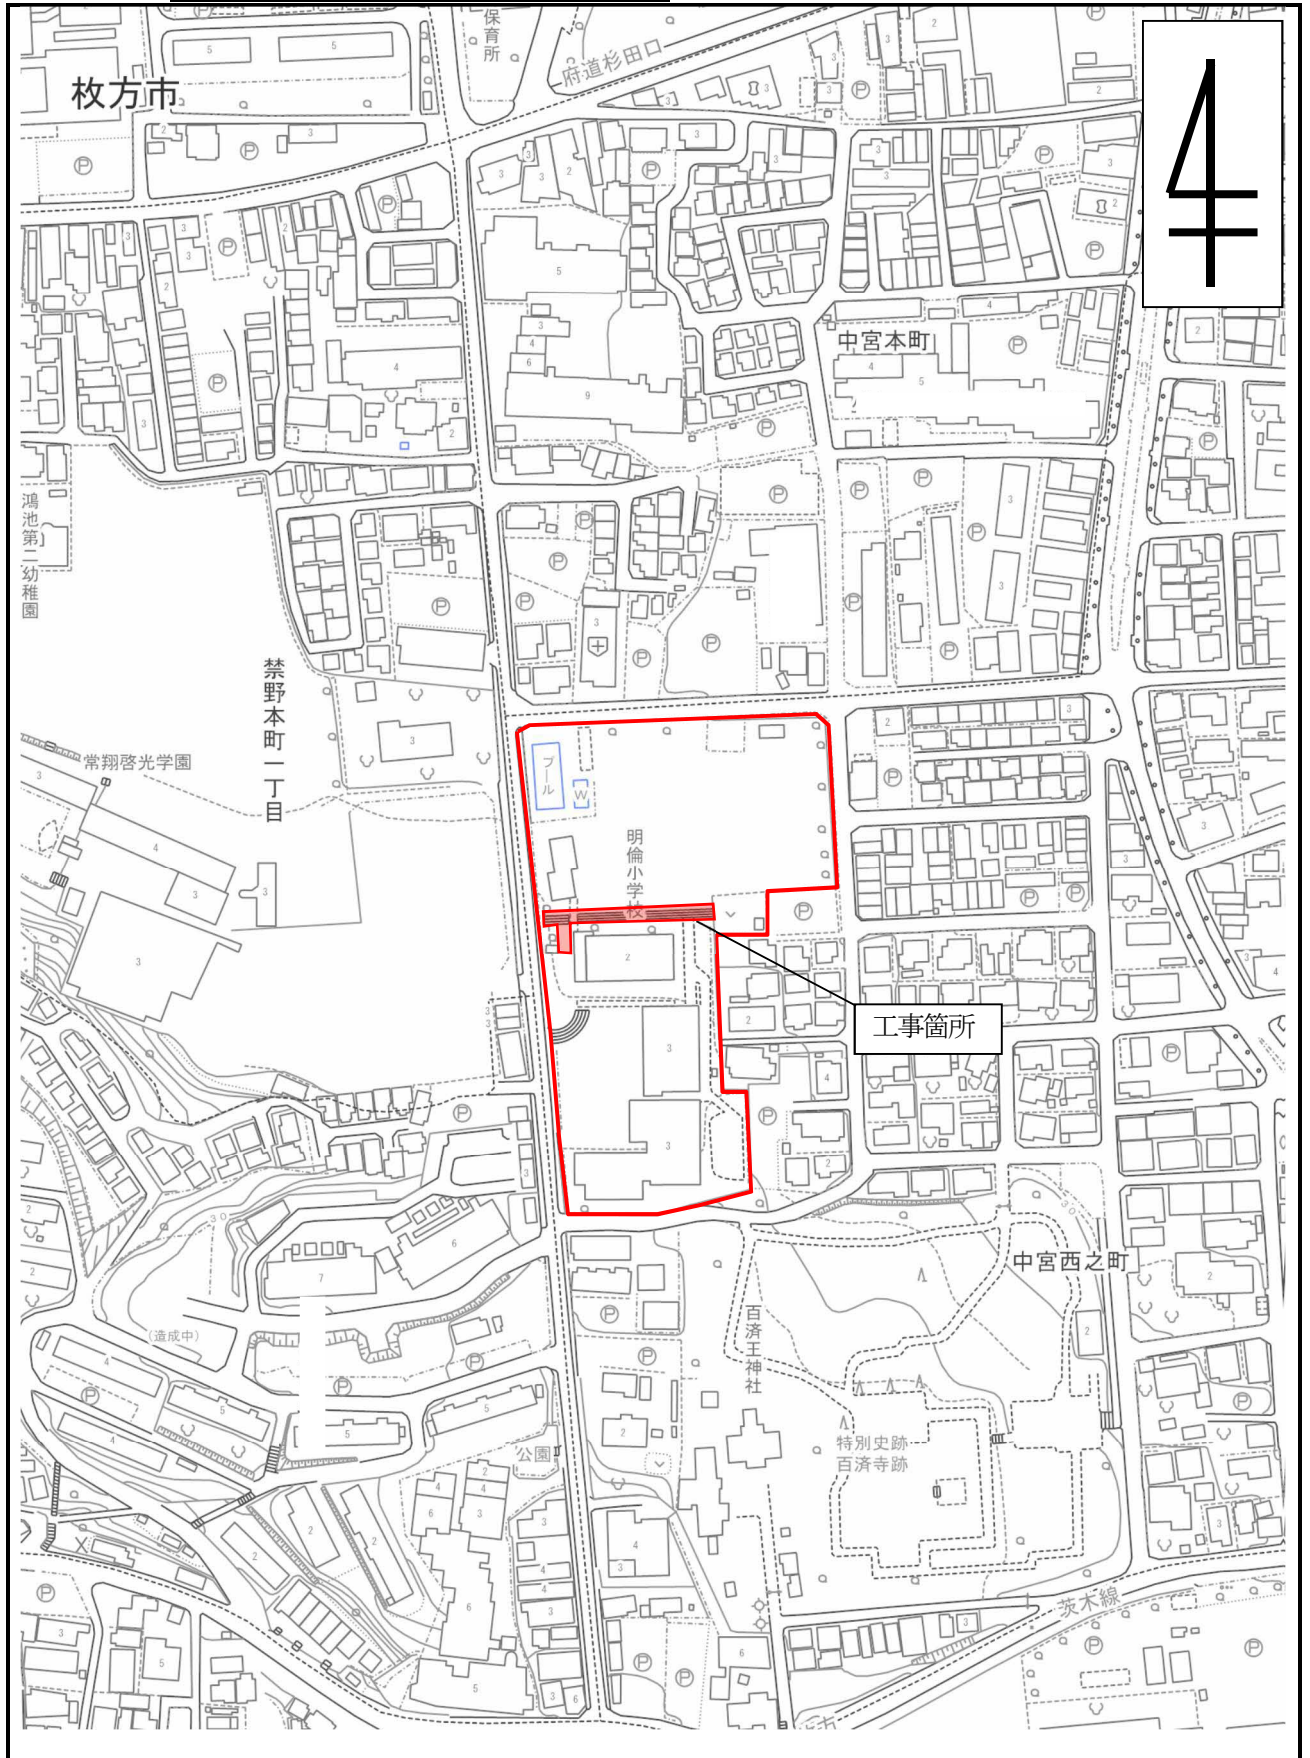 保育所
府道杉田口
枚方市
中宮本町
鴻池第二幼稚園
禁野本町一丁目
常翔啓光学園
プール
W
明倫小学校
工事箇所
中宮西之町
(造成中)
百済王神社
公園
特別史跡
百済寺跡
茨木線